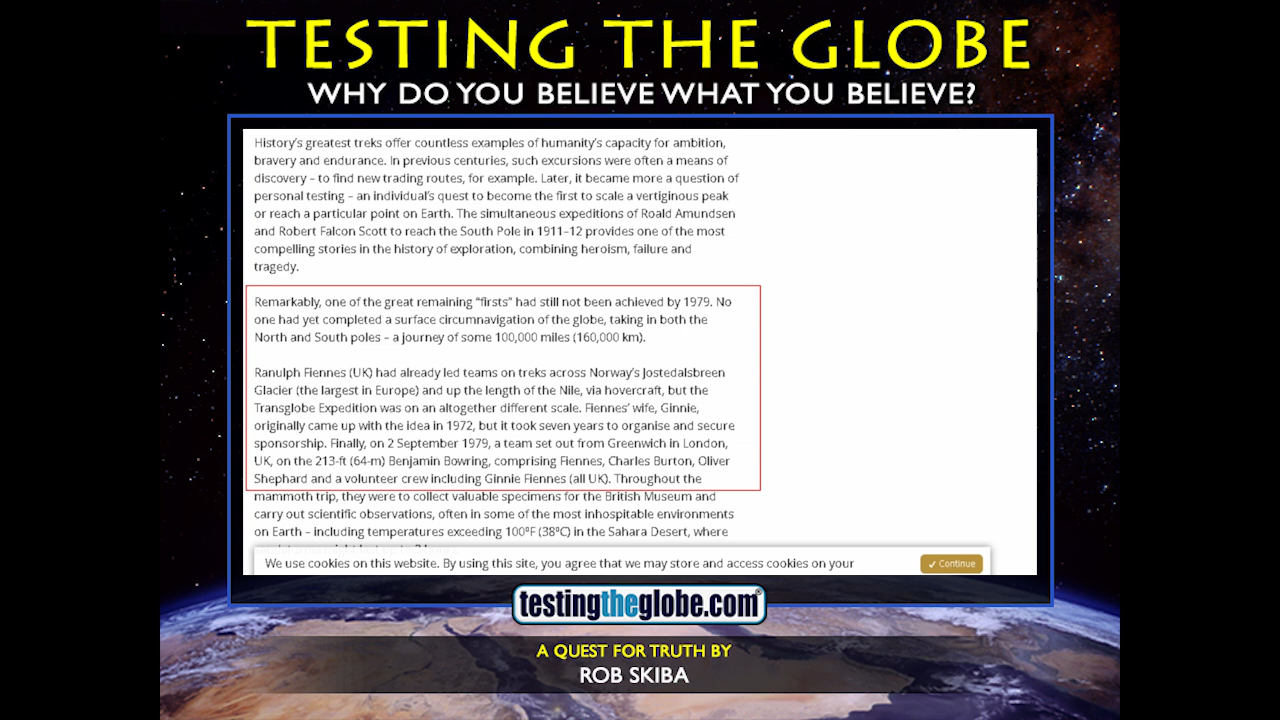 TESTING THE GLOBE
WHY DO YOU BELIEVE WHAT YOU BELIEVE?
History's greatest treks offer countless examples of humanity's capacity for ambition,
bravery and endurance. In previous centuries, such excursions were often a means of
discovery – to find new trading routes, for example. Later, it became more a question of
personal testing – an individual's quest to become the first to scale a vertiginous peak
or reach a particular point on Earth. The simultaneous expeditions of Roald Amundsen
and Robert Falcon Scott to reach the South Pole in 1911–12 provides one of the most
compelling stories in the history of exploration, combining heroism, failure and
tragedy.
Remarkably, one of the great remaining “firsts” had still not been achieved by 1979. No
one had yet completed a surface circumnavigation of the globe, taking in both the
North and South poles – a journey of some 100,000 miles (160,000 km).
Ranulph Fiennes (UK) had already led teams on treks across Norway's Jostedalsbreen
Glacier (the largest in Europe) and up the length of the Nile, via hovercraft, but the
Transglobe Expedition was on an altogether different scale. Fiennes' wife, Ginnie,
originally came up with the idea in 1972, but it took seven years to organise and secure
sponsorship. Finally, on 2 September 1979, a team set out from Greenwich in London,
UK, on the 213-ft (64-m) Benjamin Bowring, comprising Fiennes, Charles Burton, Oliver
Shephard and a volunteer crew including Ginnie Fiennes (all UK). Throughout the
mammoth trip, they were to collect valuable specimens for the British Museum and
carry out scientific observations, often in some of the most inhospitable environments
on Earth – including temperatures exceeding 100ºF (38ºC) in the Sahara Desert, where
We use cookies on this website. By using this site, you agree that we may store and access cookies on your
✓ Continue
testingtheglobe.com®
A QUEST FOR TRUTH BY
ROB SKIBA